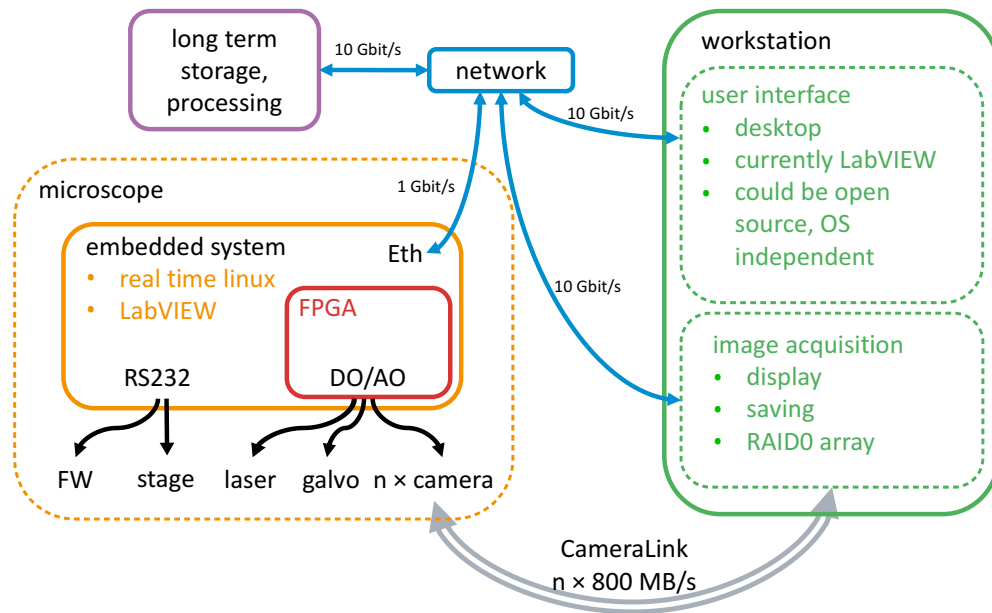 long term
storage,
processing
10 Gbit/s
network
workstation
user interface
• desktop
• currently LabVIEW
• could be open
source, OS
independent
10 Gbit/s
1 Gbit/s
10 Gbit/s
microscope
embedded system
• real time linux
• LabVIEW
Eth
FPGA
RS232
DO/AO
FW
stage
laser
galvo
n × camera
image acquisition
• display
• saving
• RAID0 array
CameraLink
n × 800 MB/s